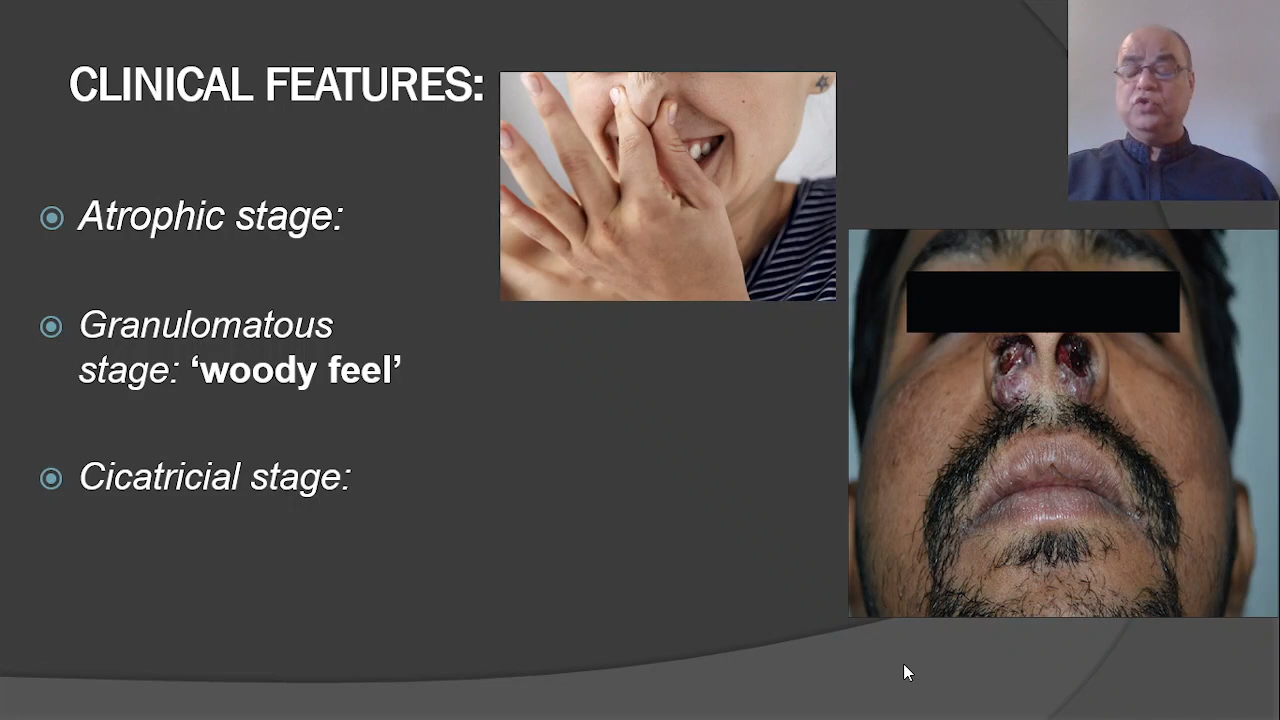 CLINICAL FEATURES:
Atrophic stage:
Granulomatous
stage: ‘woody feel’
Cicatricial stage: